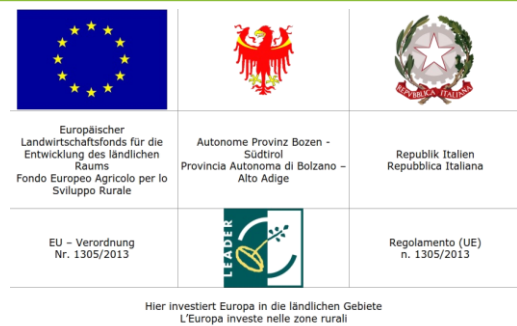 REPVBBLICA ITALIANA
Europäischer
Landwirtschaftsfonds für die
Entwicklung des ländlichen
Raums
Fondo Europeo Agricolo per lo
Sviluppo Rurale
Autonome Provinz Bozen -
Südtirol
Provincia Autonoma di Bolzano –
Alto Adige
Republik Italien
Repubblica Italiana
EU – Verordnung
Nr. 1305/2013
LEADER
Regolamento (UE)
n. 1305/2013
Hier investiert Europa in die ländlichen Gebiete
L'Europa investe nelle zone rurali